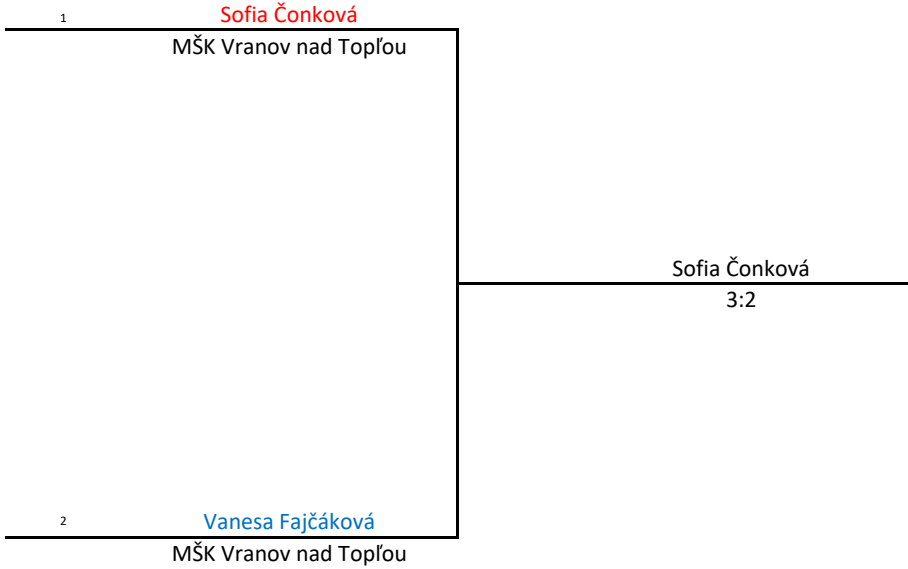 1 Sofia Čonková
MŠK Vranov nad Topľou
Sofia Čonková
3:2
2 Vanesa Fajčáková
MŠK Vranov nad Topľou